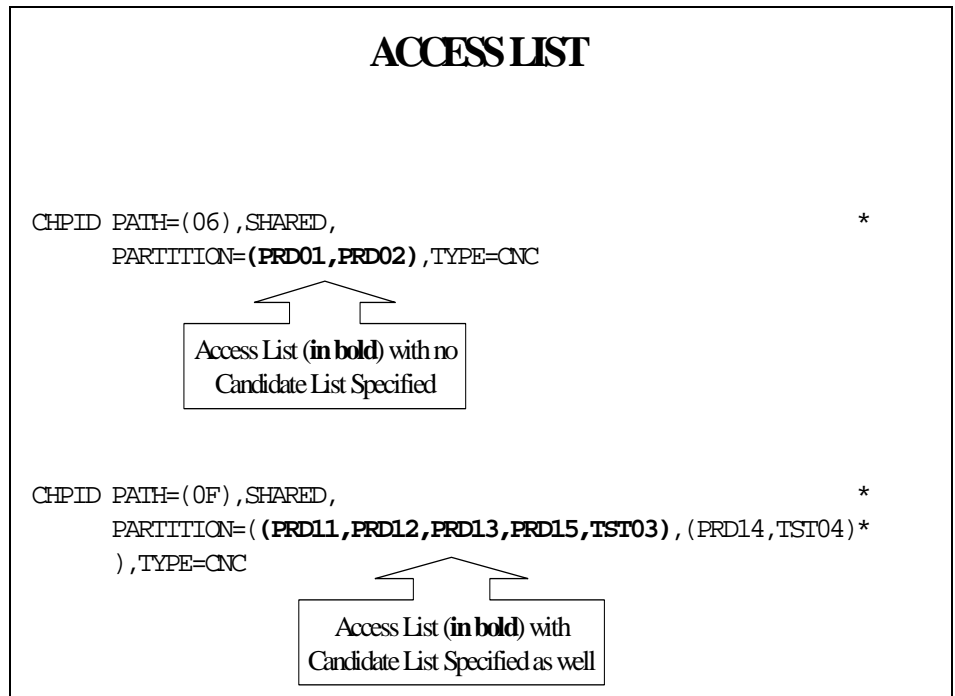 ACCESS LIST
CHPID PATH=(06),SHARED, *
PARTITION=(PRD01,PRD02),TYPE=CNC
Access List (in bold) with no
Candidate List Specified
CHPID PATH=(0F),SHARED, *
PARTITION=((PRD11,PRD12,PRD13,PRD15,TST03),(PRD14,TST04)*
),TYPE=CNC
Access List (in bold) with
Candidate List Specified as well